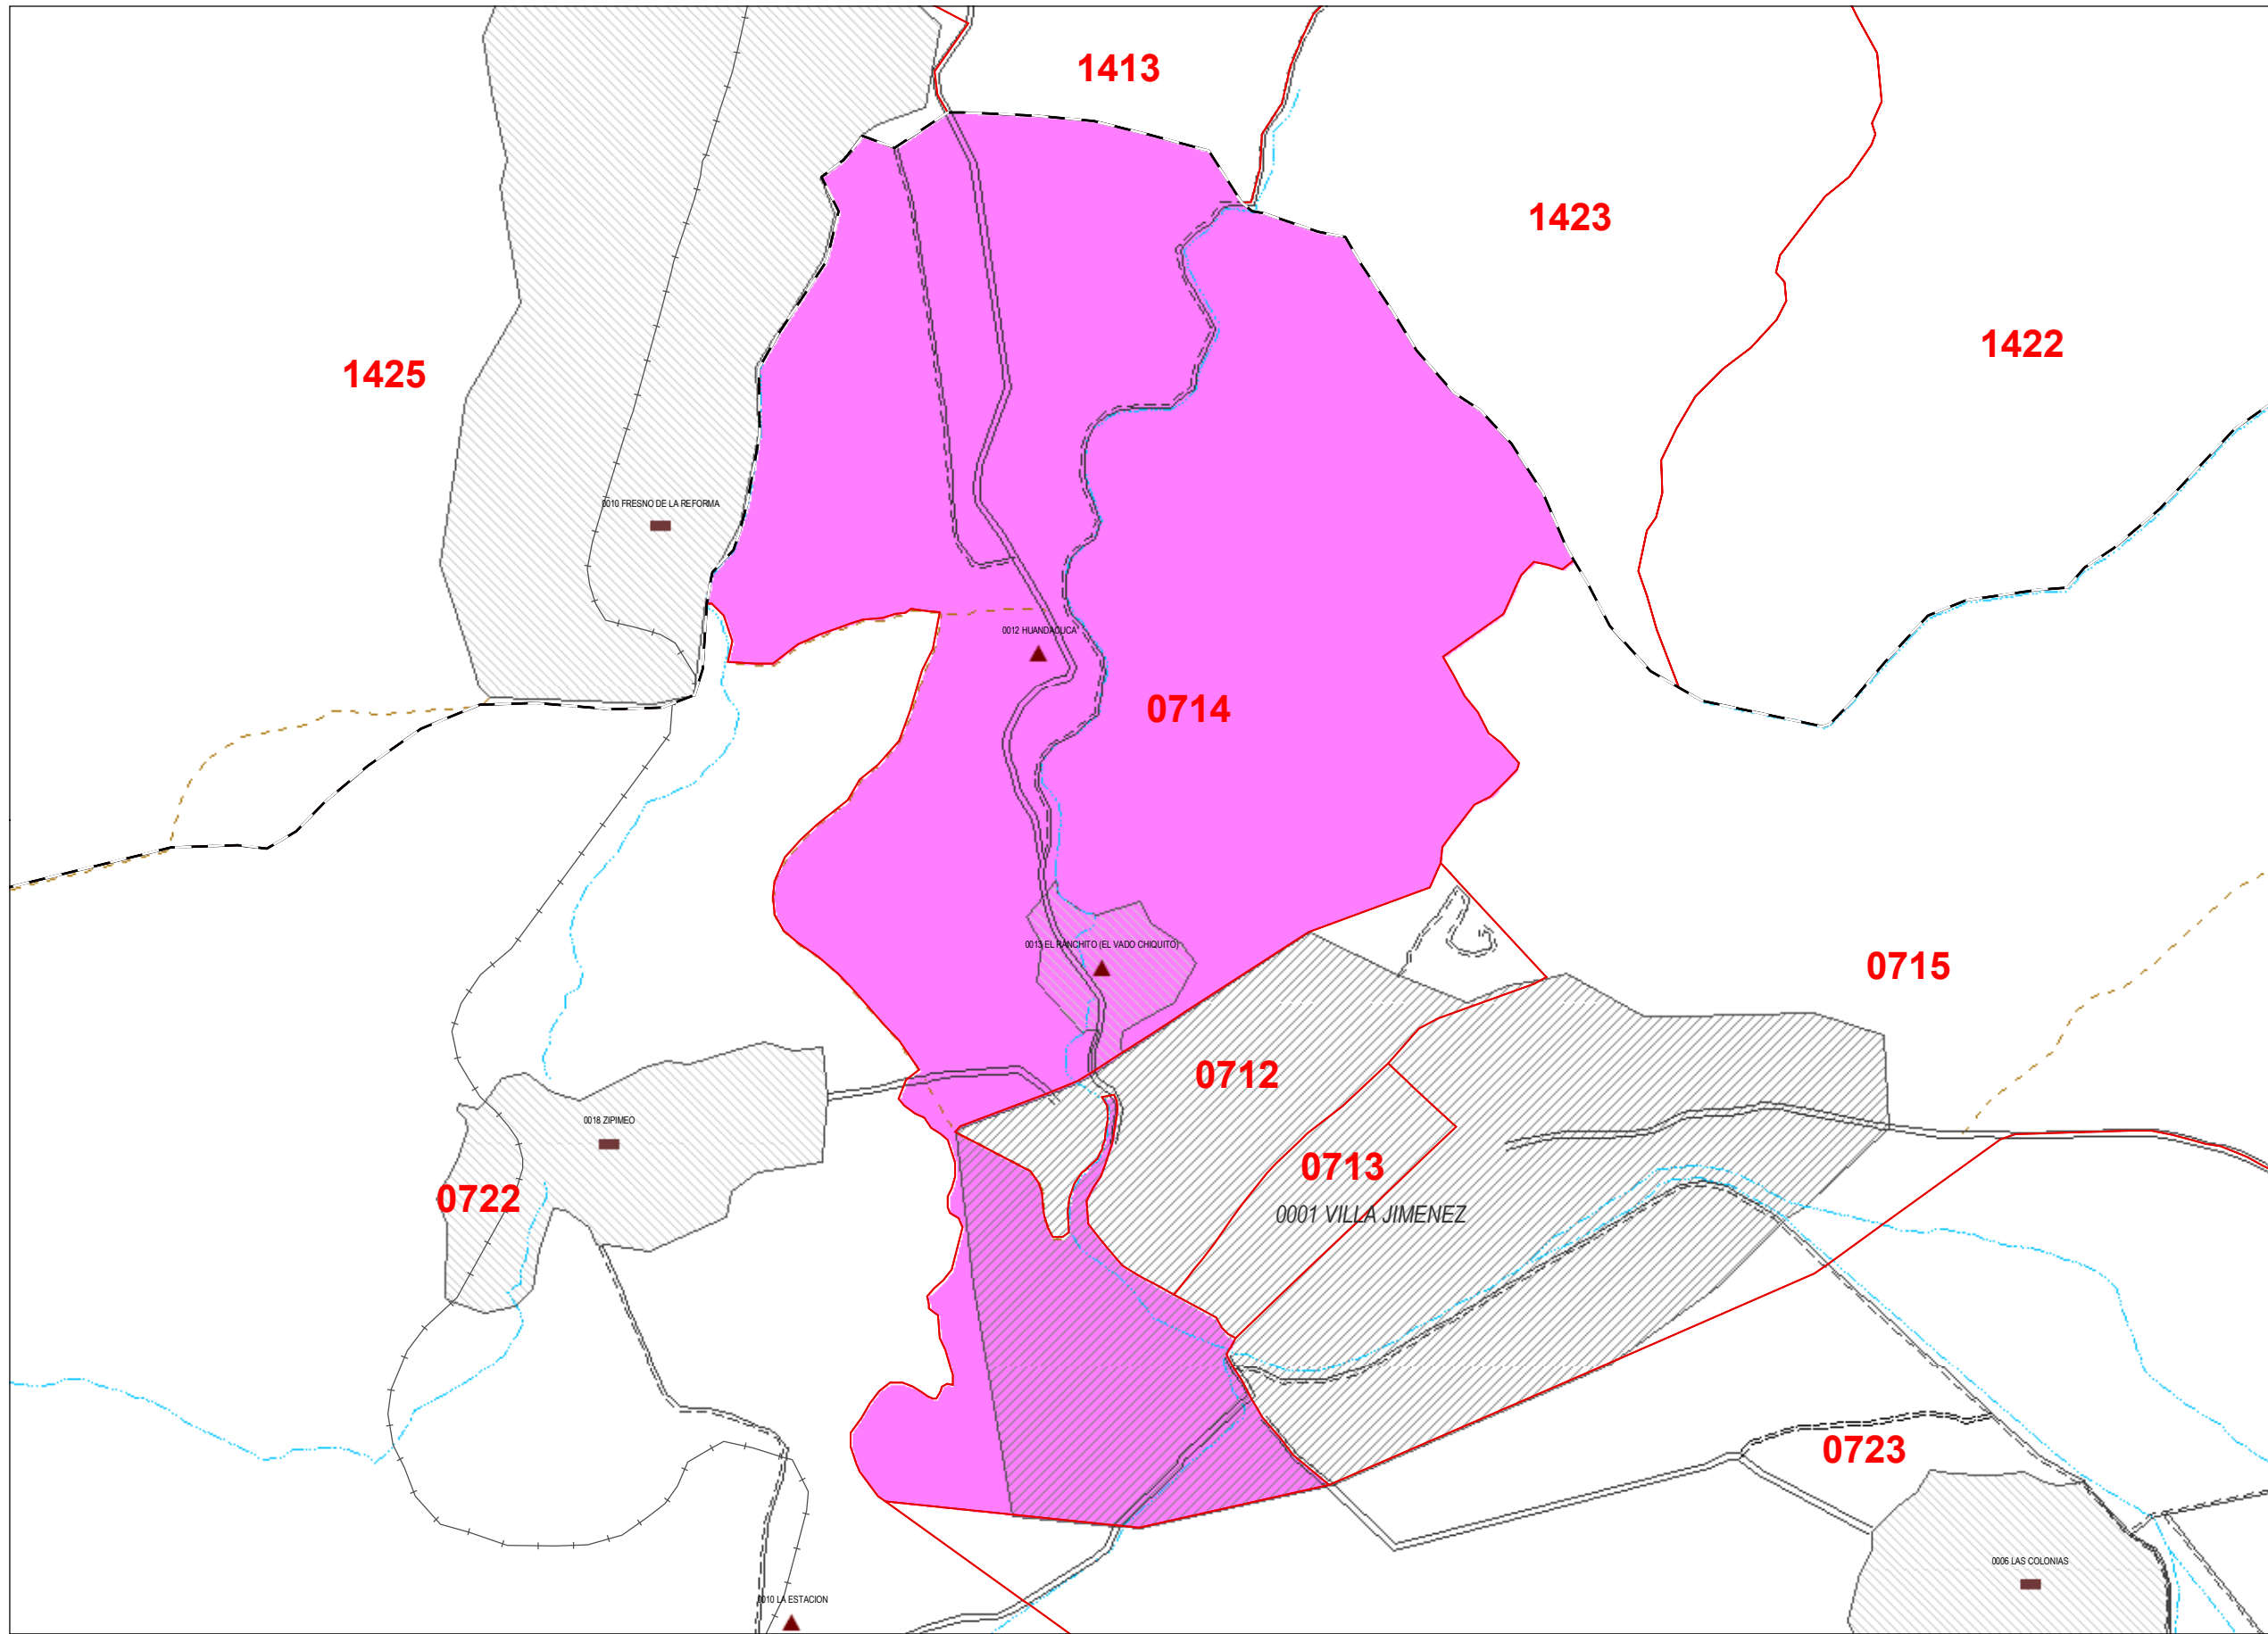 1413
1423
1422
1425
0010 FRESNO DE LA REFORMA
0012 HUANDACUCA
0714
0013 EL RANCHITO (EL VADO CHIQUITO)
0715
0712
0018 ZIPIMEO
0713
0722
0001 VILLA JIMENEZ
0723
0006 LAS COLONIAS
0010 LA ESTACION